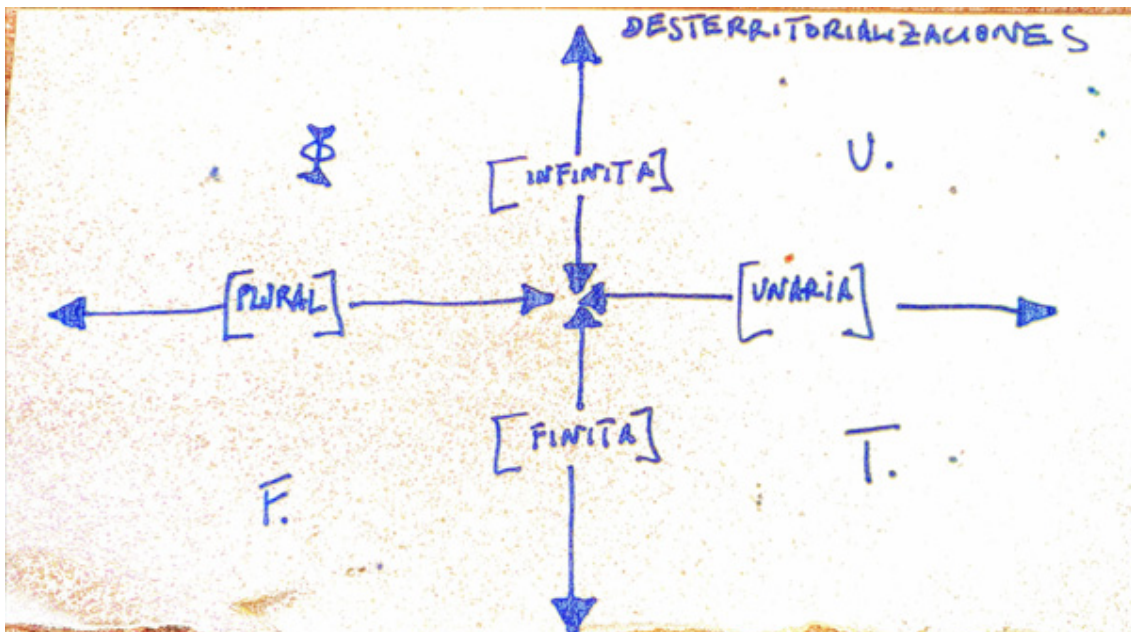 DESTERRITORIALIZACIONES
Φ
U.
[INFINITA]
[PLURAL]
[UNARIA]
[FINITA]
T.
F.